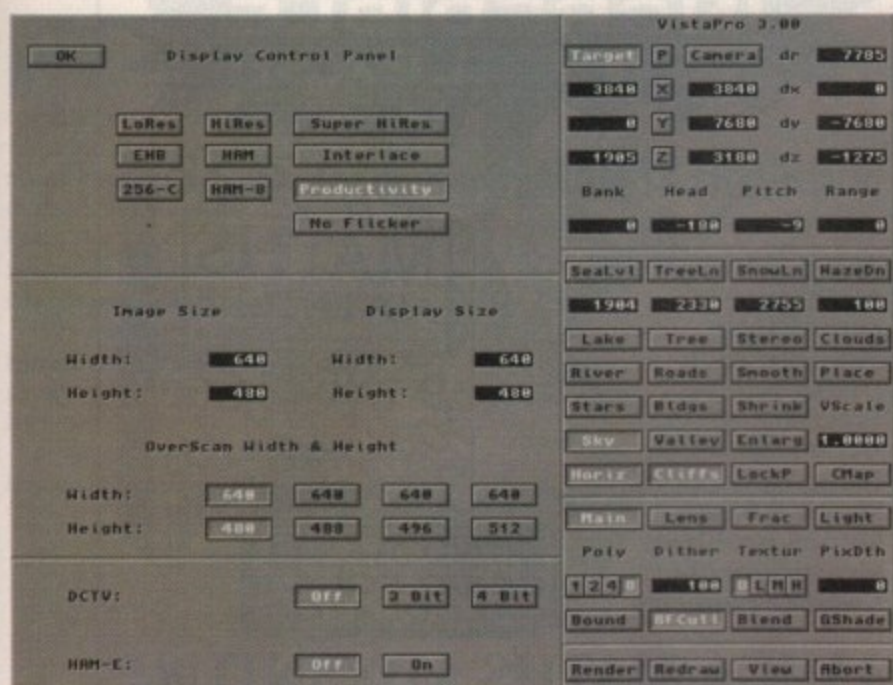 OK Display Control Panel
LoRes HiRes Super HiRes
EHB HAM Interlace
256-C HAM-8 Productivity
No Flicker
Image Size Display Size
Width: 640 Width: 640
Height: 480 Height: 480
OverScan Width & Height
Width: 640 640 640 640
Height: 480 488 496 512
DCTV: Off 3 Bit 4 Bit
HAM-E: Off On
VistaPro 3.00
Target P Camera dr 7785
3840 X 3840 dx 0
0 Y 7680 dy -7680
1905 Z 3180 dz -1275
Bank Head Pitch Range
0 -180 -9 0
SeaLvl TreeLn SnowLn HazeDn
1904 2330 2755 100
Lake Tree Stereo Clouds
River Roads Smooth Place
Stars Bldgs Shrink VScale
Sky Valley Enlarg 1.0000
Horiz Cliffs LockP CMap
Main Lens Frac Light
Poly Dither Textur PixDth
1 2 4 8 100 O L M H 0
Bound BFCull Blend GShade
Render Redraw View Abort